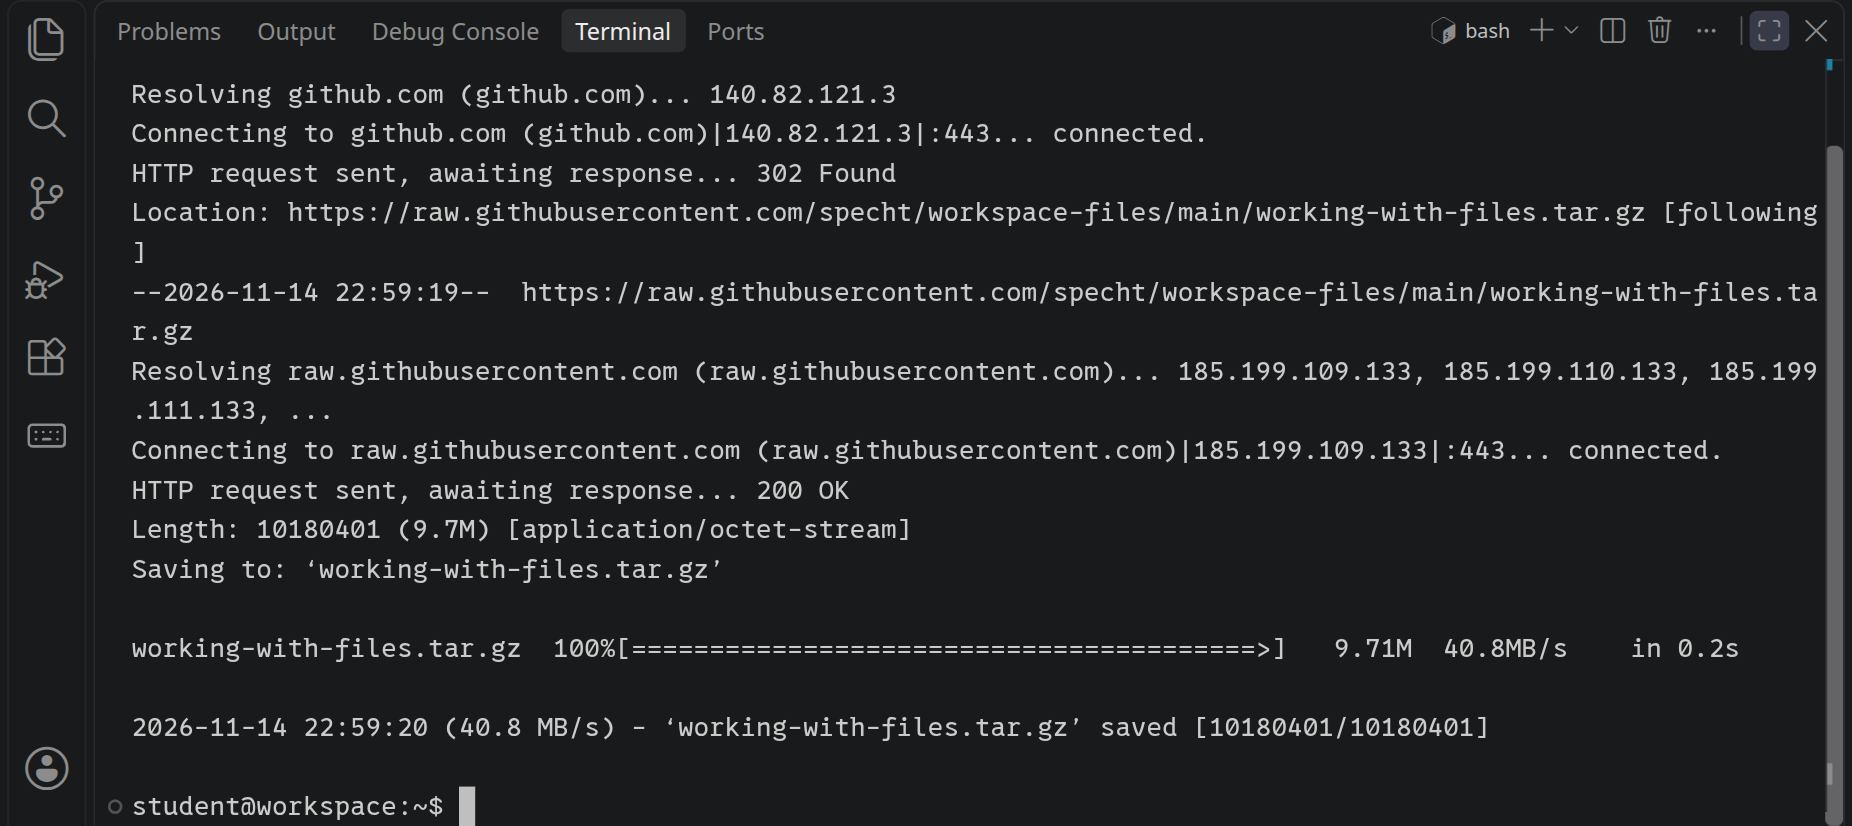 Problems Output Debug Console Terminal Ports bash
Resolving github.com (github.com)... 140.82.121.3
Connecting to github.com (github.com)|140.82.121.3|:443... connected.
HTTP request sent, awaiting response... 302 Found
Location: https://raw.githubusercontent.com/specht/workspace-files/main/working-with-files.tar.gz [following
]
--2026-11-14 22:59:19--  https://raw.githubusercontent.com/specht/workspace-files/main/working-with-files.ta
r.gz
Resolving raw.githubusercontent.com (raw.githubusercontent.com)... 185.199.109.133, 185.199.110.133, 185.199
.111.133, ...
Connecting to raw.githubusercontent.com (raw.githubusercontent.com)|185.199.109.133|:443... connected.
HTTP request sent, awaiting response... 200 OK
Length: 10180401 (9.7M) [application/octet-stream]
Saving to: ‘working-with-files.tar.gz’
working-with-files.tar.gz  100%[========================================>]   9.71M  40.8MB/s    in 0.2s
2026-11-14 22:59:20 (40.8 MB/s) - ‘working-with-files.tar.gz’ saved [10180401/10180401]
student@workspace:~$